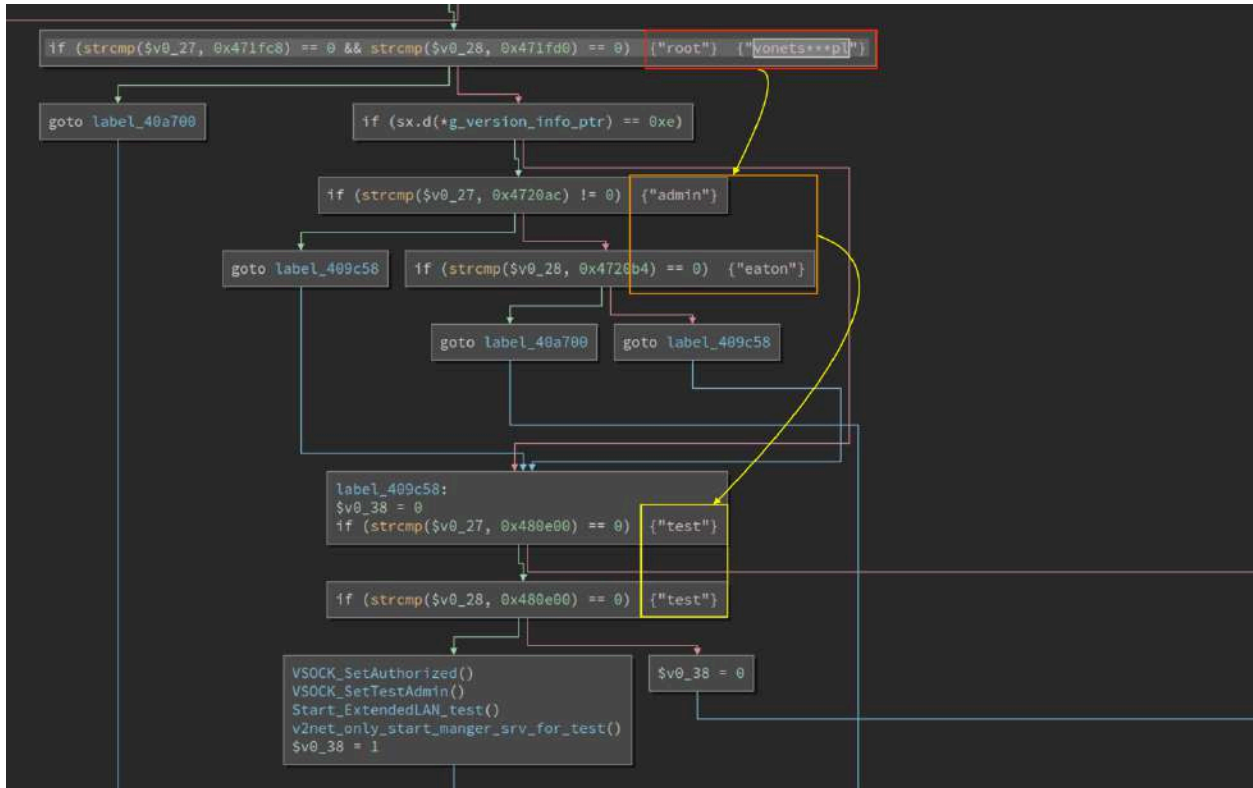 if (strcmp($v0_27, 0x471fc8) == 0 && strcmp($v0_28, 0x471fd0) == 0) {"root"} {"vonets***pl"}
goto label_40a700
if (sx.d(*g_version_info_ptr) == 0xe)
if (strcmp($v0_27, 0x4720ac) != 0) {"admin"}
goto label_409c58
if (strcmp($v0_28, 0x4720b4) == 0) {"eaton"}
goto label_40a700
goto label_409c58
label_409c58:
$v0_38 = 0
if (strcmp($v0_27, 0x480e00) == 0) {"test"}
if (strcmp($v0_28, 0x480e00) == 0) {"test"}
VSOCK_SetAuthorized()
VSOCK_SetTestAdmin()
Start_ExtendedLAN_test()
v2net_only_start_manger_srv_for_test()
$v0_38 = 1
$v0_38 = 0